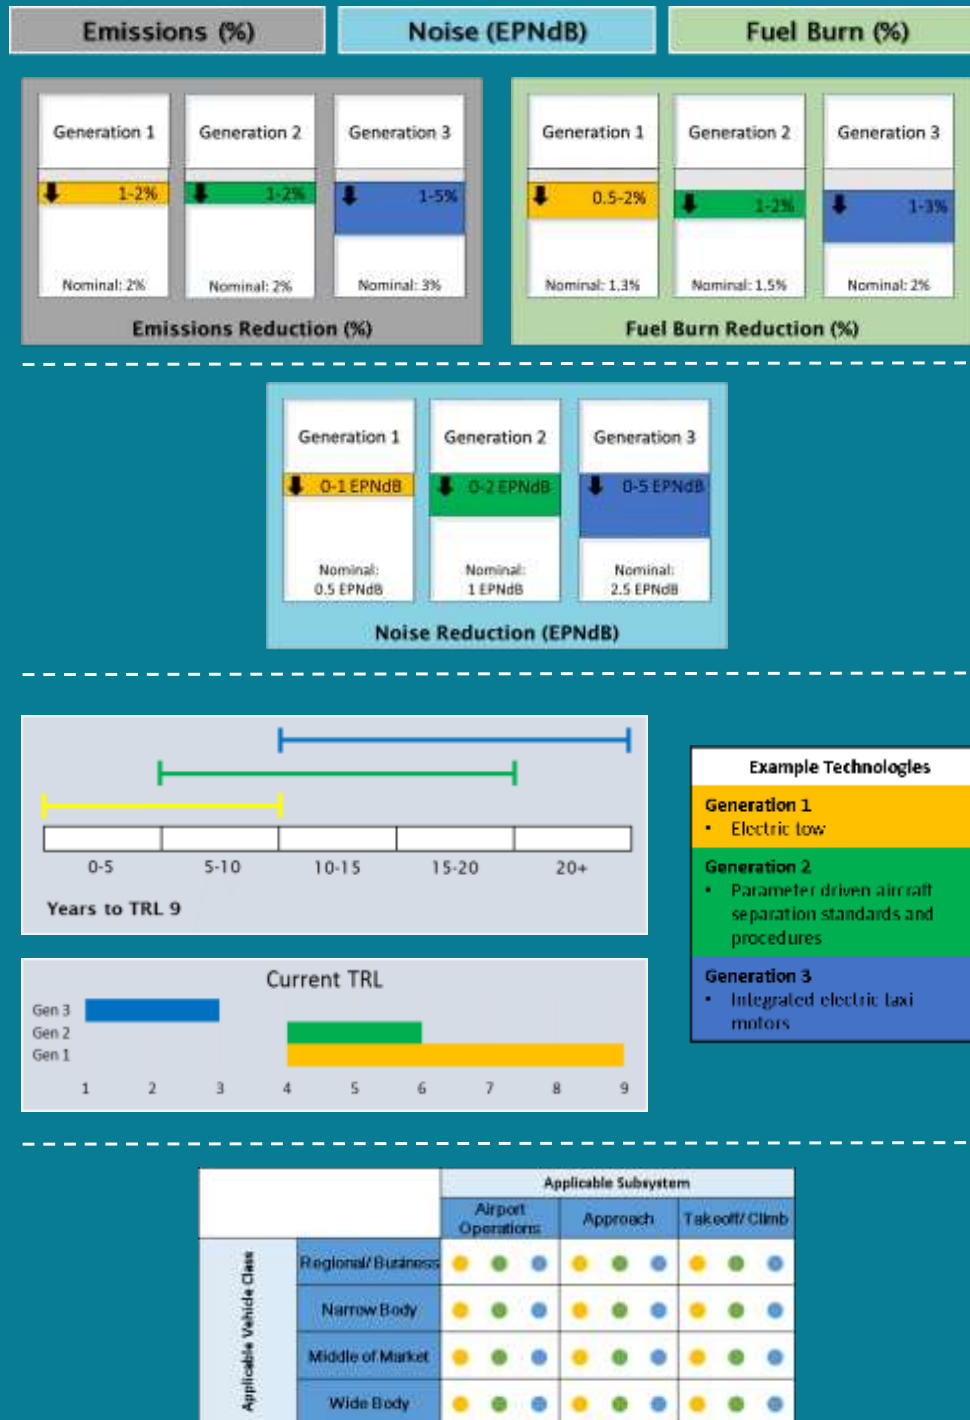 Emissions (%)
Noise (EPNdB)
Fuel Burn (%)
Generation 1
Generation 2
Generation 3
1-2%
1-2%
1-5%
Nominal: 2%
Nominal: 2%
Nominal: 3%
Emissions Reduction (%)
Generation 1
Generation 2
Generation 3
0.5-2%
1-2%
1-3%
Nominal: 1.3%
Nominal: 1.5%
Nominal: 2%
Fuel Burn Reduction (%)
Generation 1
Generation 2
Generation 3
0-1 EPNdB
0-2 EPNdB
0-5 EPNdB
Nominal:
0.5 EPNdB
Nominal:
1 EPNdB
Nominal:
2.5 EPNdB
Noise Reduction (EPNdB)
0-5
5-10
10-15
15-20
20+
Years to TRL 9
Example Technologies
Generation 1
• Electric tow
Generation 2
• Parameter driven aircraft
separation standards and
procedures
Generation 3
• Integrated electric taxi
motors
Current TRL
Gen 3
Gen 2
Gen 1
1 2 3 4 5 6 7 8 9
Applicable Subsystem
Airport
Operations
Approach
Takeoff/ Climb
Applicable Vehicle Class
Regional/ Business
Narrow Body
Middle of Market
Wide Body